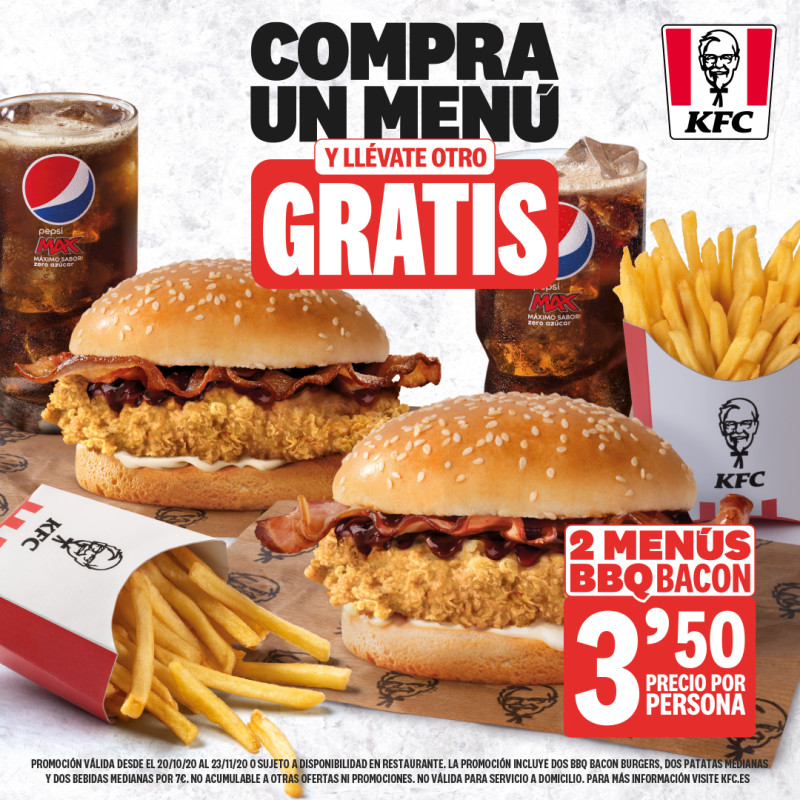 COMPRA
UN MENÚ
Y LLÉVATE OTRO
GRATIS
KFC
pepsi
MAX
MÁXIMO SABOR!
zero azúcar
pepsi
MAX
MÁXIMO SABOR!
zero azúcar
KFC
KFC
2 MENÚS
BBQ BACON
3'50
PRECIO POR
PERSONA
PROMOCIÓN VÁLIDA DESDE EL 20/10/20 AL 23/11/20 O SUJETO A DISPONIBILIDAD EN RESTAURANTE. LA PROMOCIÓN INCLUYE DOS BBQ BACON BURGERS, DOS PATATAS MEDIANAS
Y DOS BEBIDAS MEDIANAS POR 7€. NO ACUMULABLE A OTRAS OFERTAS NI PROMOCIONES. NO VÁLIDA PARA SERVICIO A DOMICILIO. PARA MÁS INFORMACIÓN VISITE KFC.ES